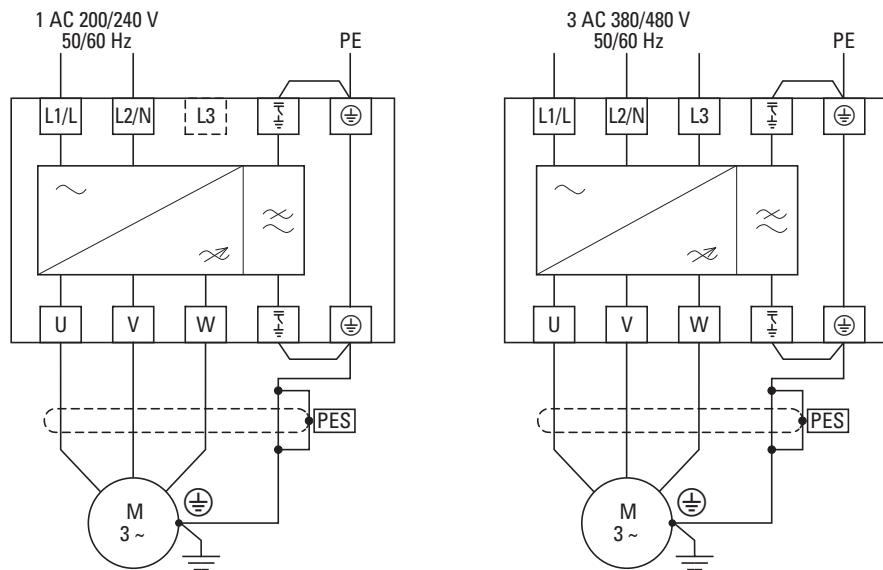 1 AC 200/240 V
50/60 Hz
PE
L1/L
L2/N
L3
U
V
W
PES
M
3 ~
3 AC 380/480 V
50/60 Hz
PE
L1/L
L2/N
L3
U
V
W
PES
M
3 ~